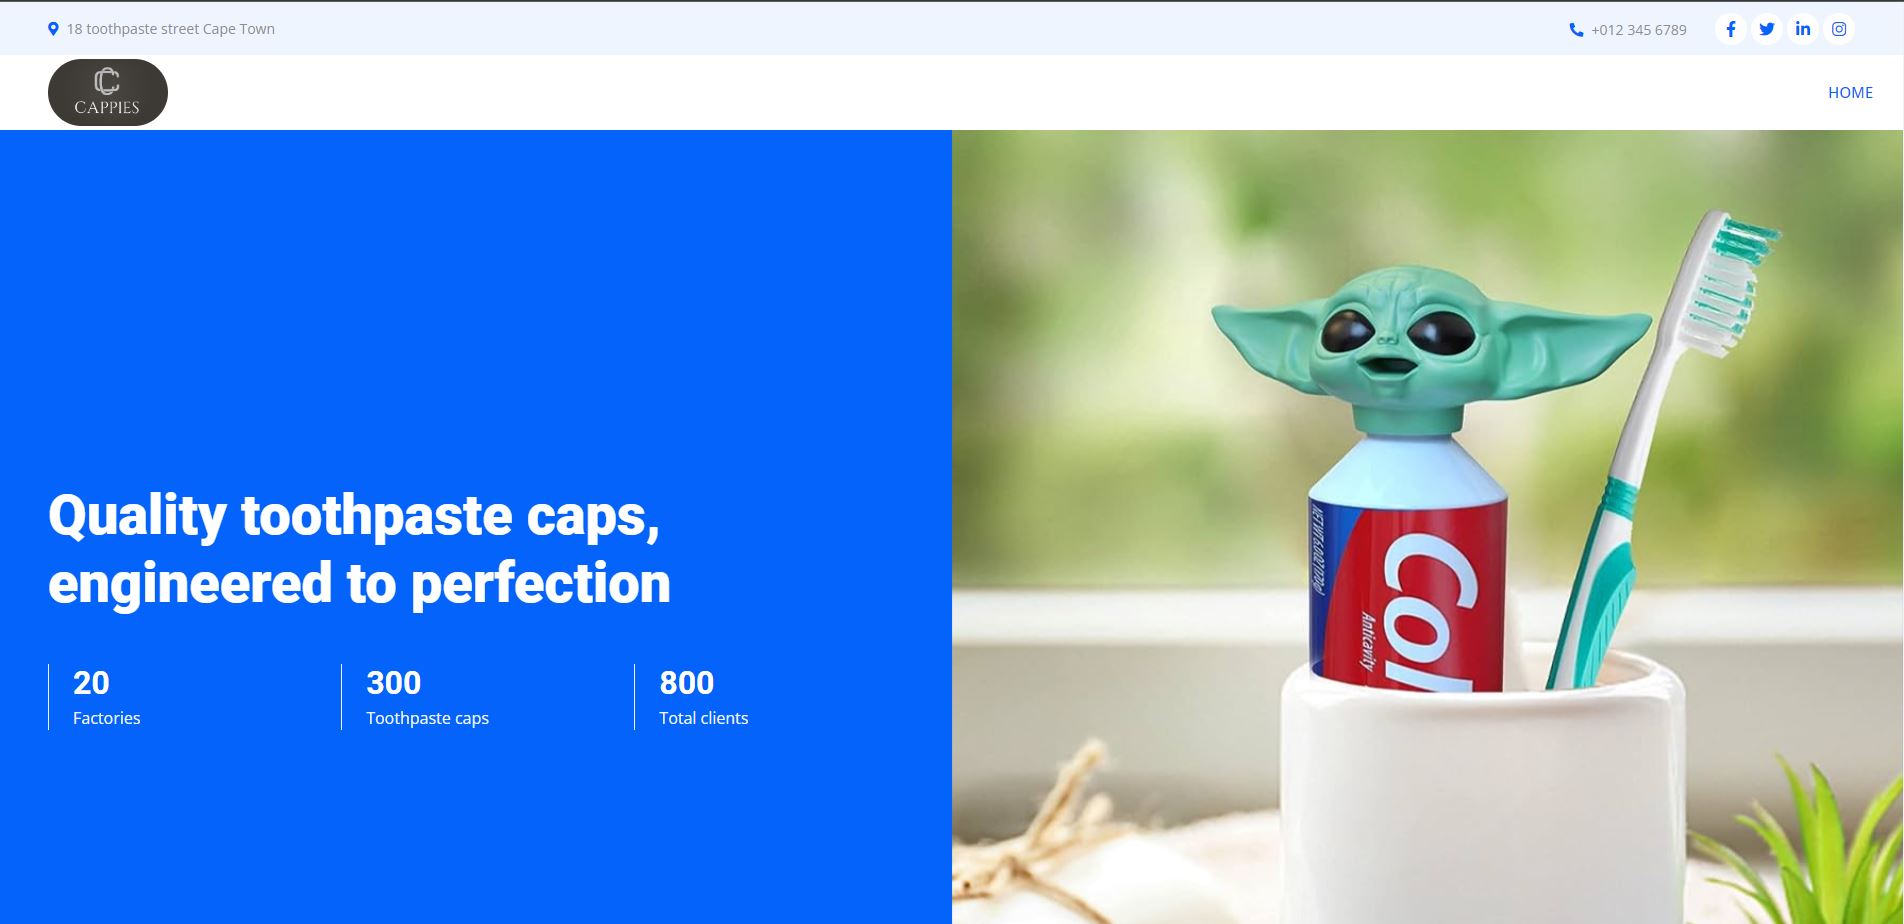 18 toothpaste street Cape Town
+012 345 6789
CC
CAPPIES
HOME
Quality toothpaste caps,
engineered to perfection
20
Factories
300
Toothpaste caps
800
Total clients
Col
Anticavity